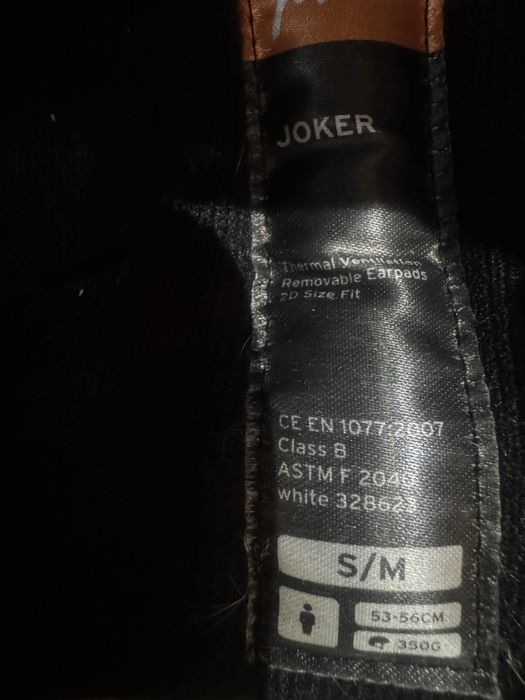 JOKER
Thermal Ventilation
Removable Earpads
2D Size Fit
CE EN 1077:2007
Class B
ASTM F 2040
white 328623
S/M
53-56CM
350G